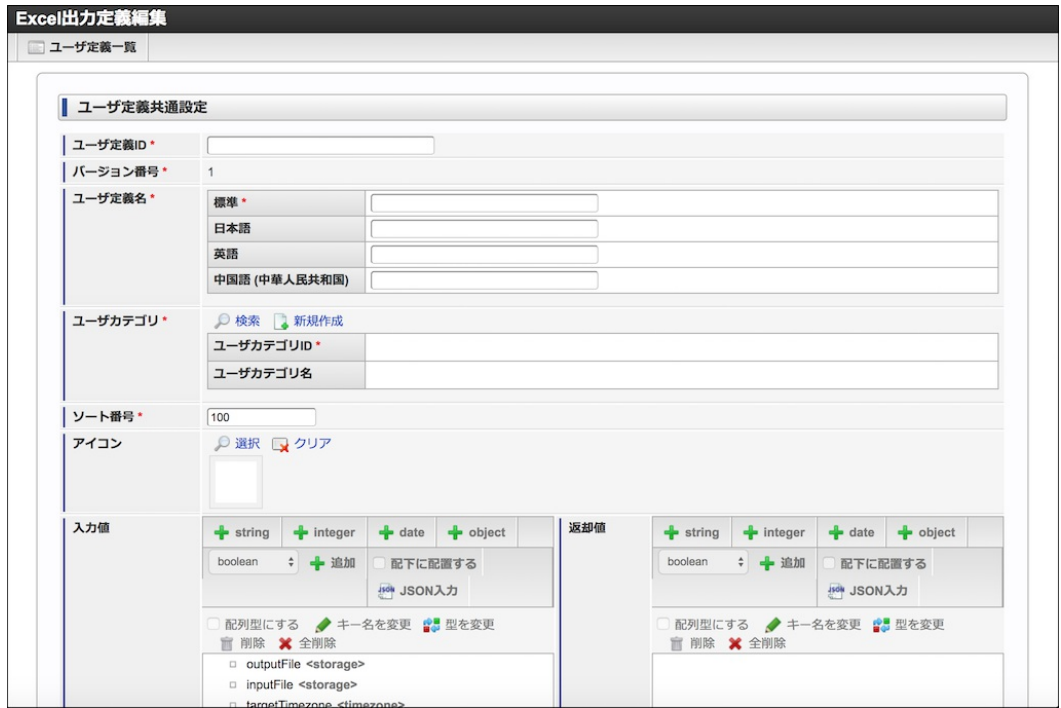 Excel出力定義編集
ユーザ定義一覧
ユーザ定義共通設定
ユーザ定義ID *
バージョン番号 * 1
ユーザ定義名 * 標準 *
日本語
英語
中国語 (中華人民共和国)
ユーザカテゴリ * 検索 新規作成
ユーザカテゴリID *
ユーザカテゴリ名
ソート番号 * 100
アイコン 選択 クリア
入力値 string integer date object 返却値 string integer date object
boolean 追加 配下に配置する boolean 追加 配下に配置する
JSON入力 JSON入力
配列型にする キー名を変更 型を変更 配列型にする キー名を変更 型を変更
削除 全削除 削除 全削除
outputFile <storage>
inputFile <storage>
targetTimezone <timezone>